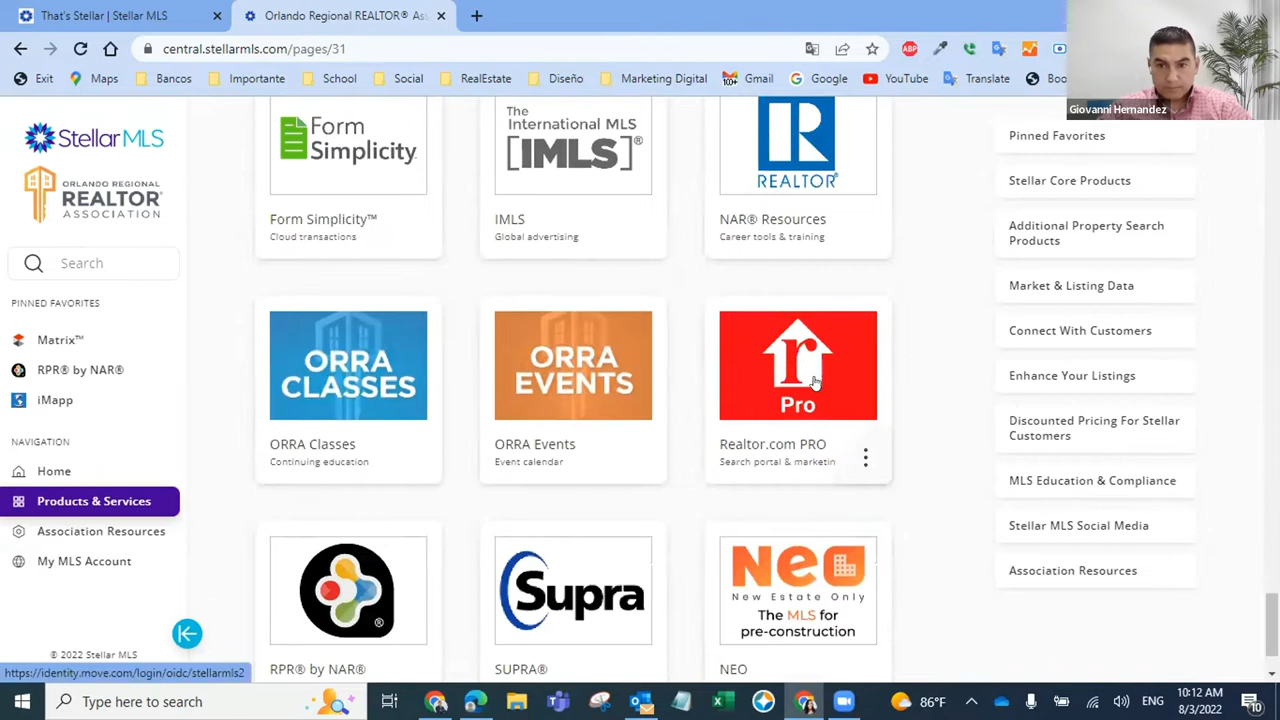 That's Stellar | Stellar MLS
Orlando Regional REALTOR® Ass
central.stellarmls.com/pages/31
Exit
Maps
Bancos
Importante
School
Social
RealEstate
Diseño
Marketing Digital
100+
Gmail
Google
YouTube
Translate
Boo
ABP
Giovanni Hernandez
StellarMLS
ORLANDO REGIONAL
REALTOR®
ASSOCIATION
Search
PINNED FAVORITES
Matrix™
RPR® by NAR®
iMapp
NAVIGATION
Home
Products & Services
Association Resources
My MLS Account
© 2022 Stellar MLS
https://identity.move.com/login/oidc/stellarmls2
Form
Simplicity
Form Simplicity™
Cloud transactions
The
International MLS
[IMLS]®
IMLS
Global advertising
R
REALTOR®
NAR® Resources
Career tools & training
ORRA
CLASSES
ORRA Classes
Continuing education
ORRA
EVENTS
ORRA Events
Event calendar
r
Pro
Realtor.com PRO
Search portal & marketin
®
RPR® by NAR®
Supra
SUPRA®
Neo
New Estate Only
The MLS for
pre-construction
NEO
Pinned Favorites
Stellar Core Products
Additional Property Search
Products
Market & Listing Data
Connect With Customers
Enhance Your Listings
Discounted Pricing For Stellar
Customers
MLS Education & Compliance
Stellar MLS Social Media
Association Resources
Type here to search
86°F
ENG
10:12 AM
8/3/2022
10